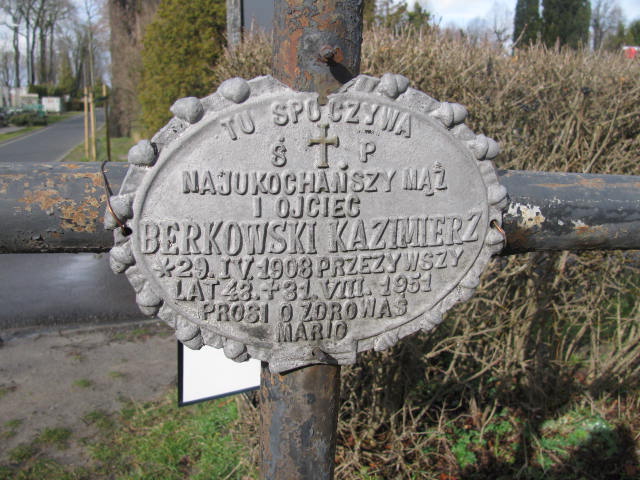 TU SPOCZYWA
Ś † P
NAJUKOCHAŃSZY MĄŻ
I OJCIEC
BERKOWSKI KAZIMIERZ
*29.IV.1908 PRZEŻYWSZY
LAT 43. † 31. VIII. 1951
PROSI O ZDROWAŚ
MARIO